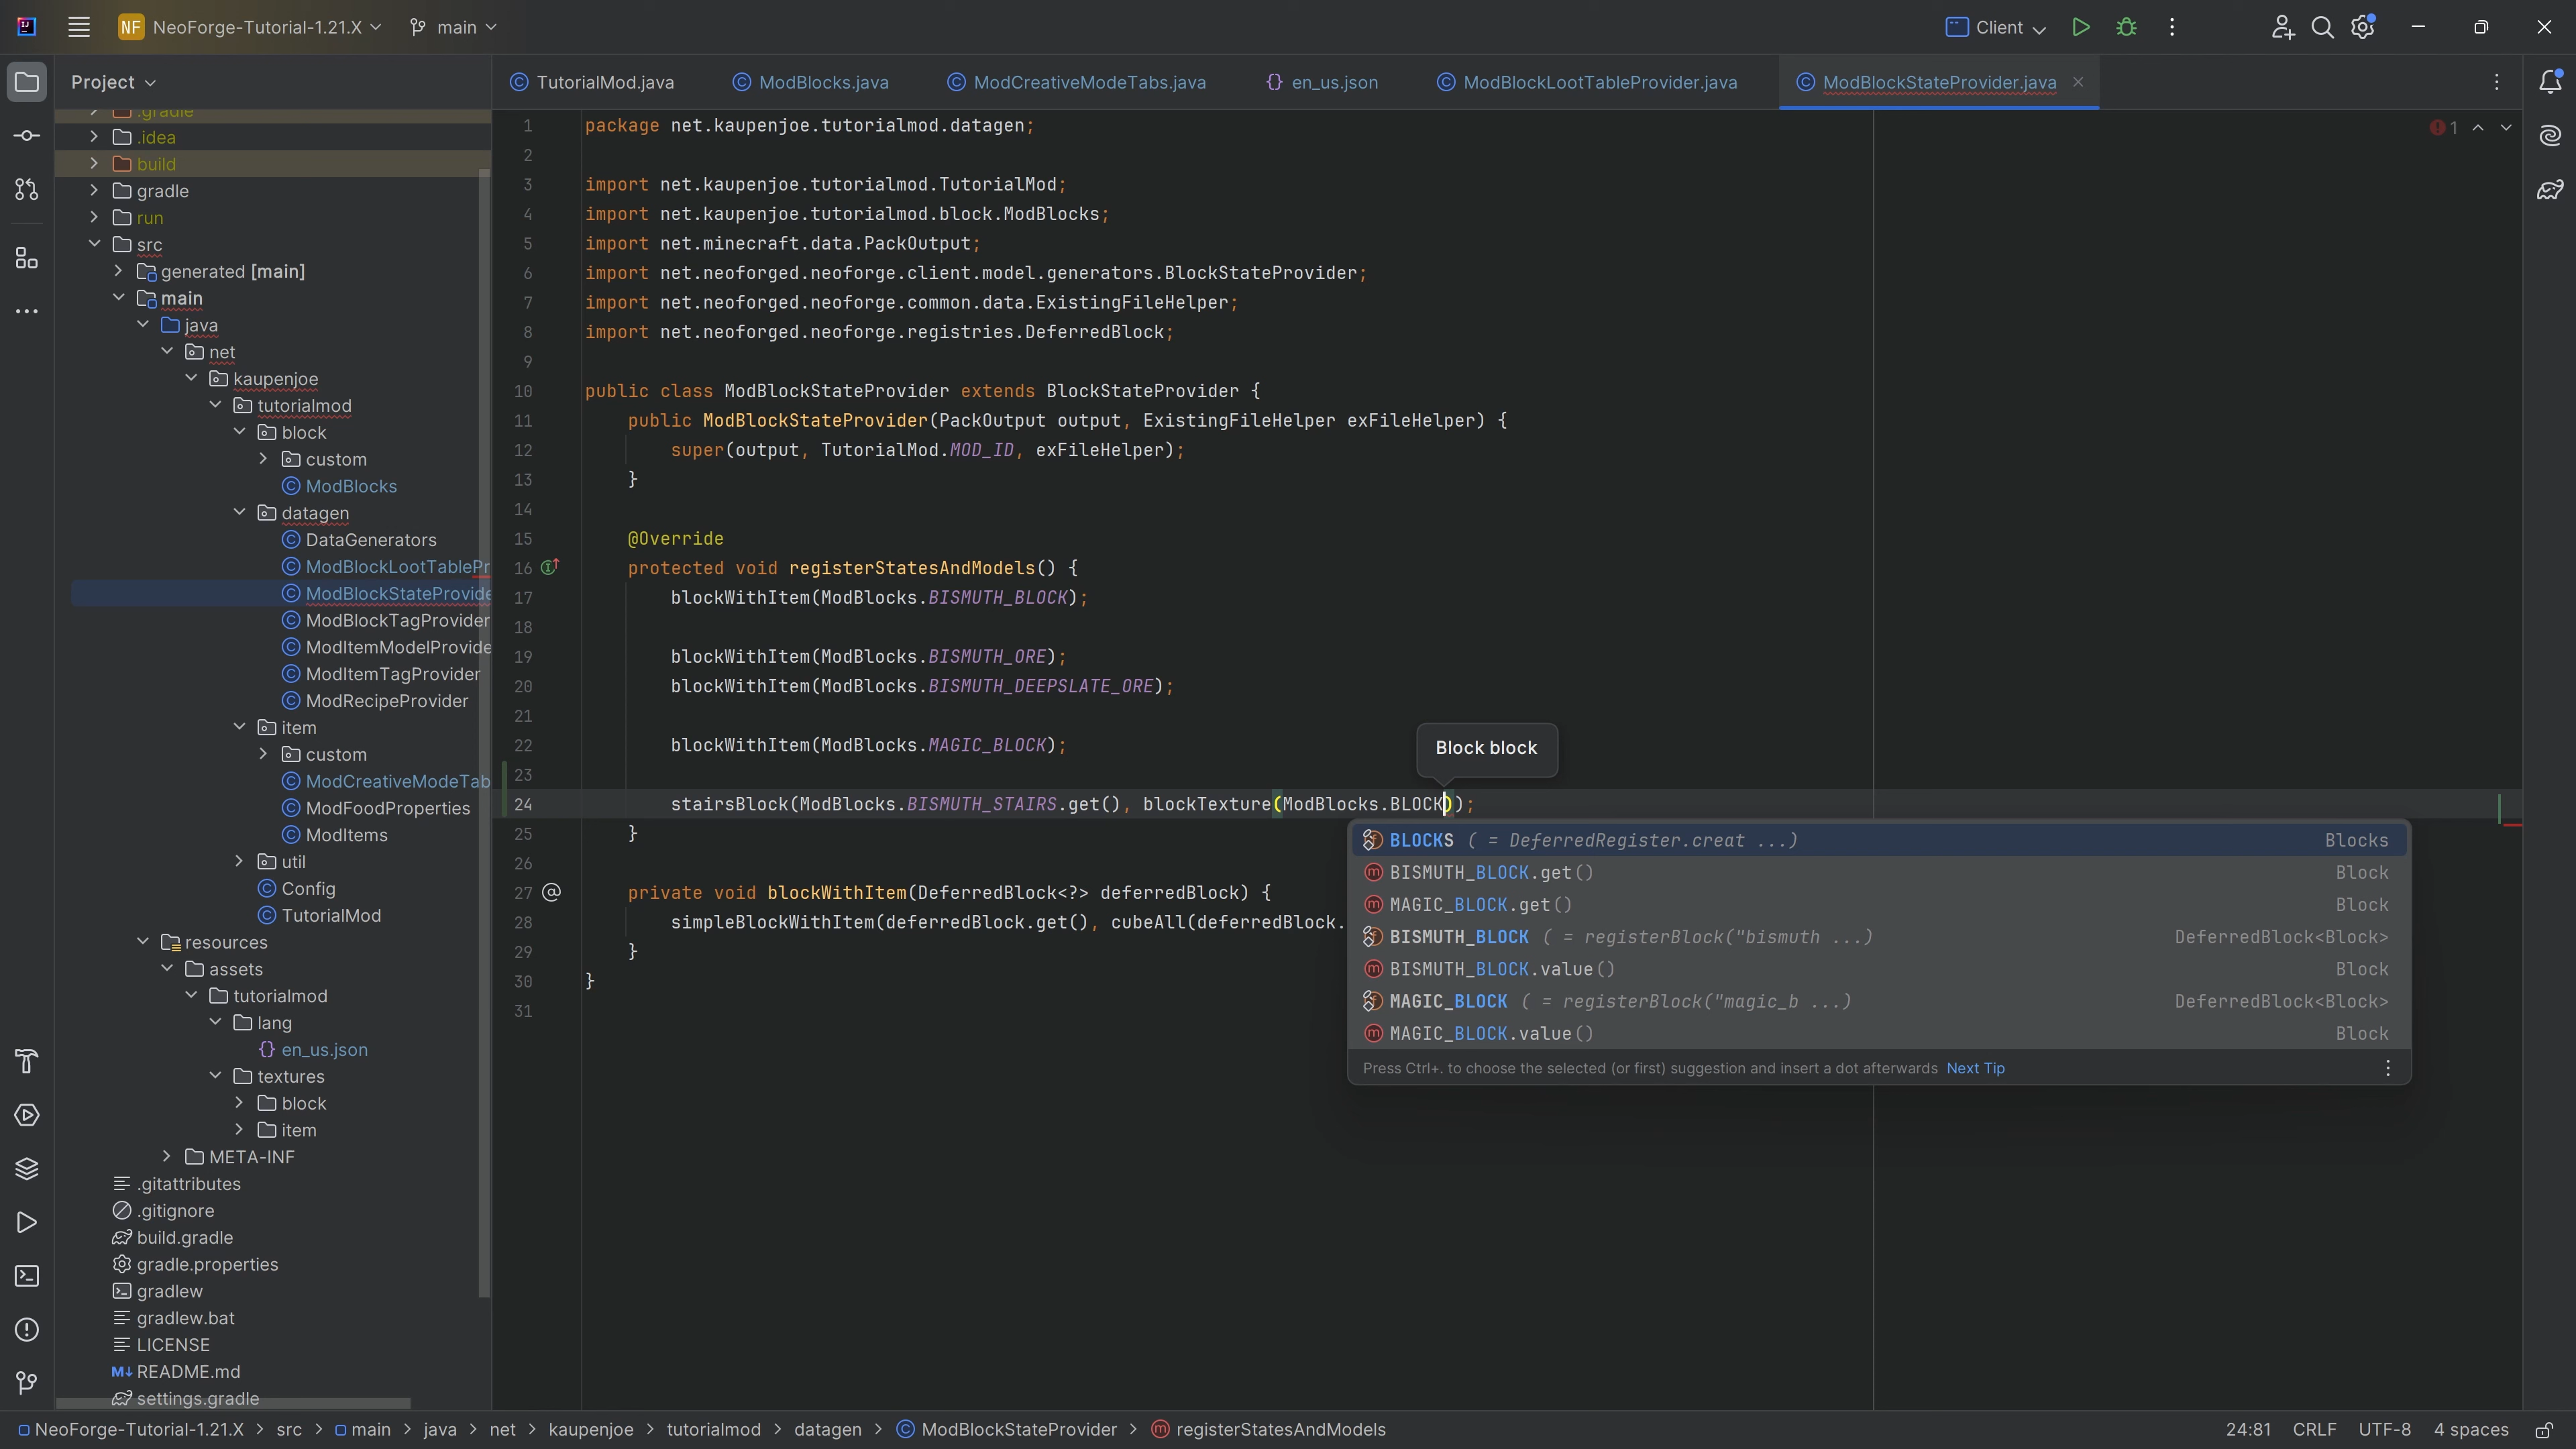 NF NeoForge-Tutorial-1.21.X main Client
Project
TutorialMod.java ModBlocks.java ModCreativeModeTabs.java {} en_us.json ModBlockLootTableProvider.java ModBlockStateProvider.java
.gradle
.idea
build
gradle
run
src
generated [main]
main
java
net
kaupenjoe
tutorialmod
block
custom
ModBlocks
datagen
DataGenerators
ModBlockLootTablePr
ModBlockStateProvide
ModBlockTagProvider
ModItemModelProvide
ModItemTagProvider
ModRecipeProvider
item
custom
ModCreativeModeTab
ModFoodProperties
ModItems
util
Config
TutorialMod
resources
assets
tutorialmod
lang
{} en_us.json
textures
block
item
META-INF
.gitattributes
.gitignore
build.gradle
gradle.properties
gradlew
gradlew.bat
LICENSE
M↓ README.md
settings.gradle
1 package net.kaupenjoe.tutorialmod.datagen;
2
3 import net.kaupenjoe.tutorialmod.TutorialMod;
4 import net.kaupenjoe.tutorialmod.block.ModBlocks;
5 import net.minecraft.data.PackOutput;
6 import net.neoforged.neoforge.client.model.generators.BlockStateProvider;
7 import net.neoforged.neoforge.common.data.ExistingFileHelper;
8 import net.neoforged.neoforge.registries.DeferredBlock;
9
10 public class ModBlockStateProvider extends BlockStateProvider {
11 public ModBlockStateProvider(PackOutput output, ExistingFileHelper exFileHelper) {
12 super(output, TutorialMod.MOD_ID, exFileHelper);
13 }
14
15 @Override
16 protected void registerStatesAndModels() {
17 blockWithItem(ModBlocks.BISMUTH_BLOCK);
18
19 blockWithItem(ModBlocks.BISMUTH_ORE);
20 blockWithItem(ModBlocks.BISMUTH_DEEPSLATE_ORE);
21
22 blockWithItem(ModBlocks.MAGIC_BLOCK);
23
24 stairsBlock(ModBlocks.BISMUTH_STAIRS.get(), blockTexture(ModBlocks.BLOCK));
25 }
26
27 private void blockWithItem(DeferredBlock<?> deferredBlock) {
28 simpleBlockWithItem(deferredBlock.get(), cubeAll(deferredBlock.
29 }
30 }
31
1
Block block
BLOCKS ( = DeferredRegister.creat ...) Blocks
BISMUTH_BLOCK.get() Block
MAGIC_BLOCK.get() Block
BISMUTH_BLOCK ( = registerBlock("bismuth ...) DeferredBlock<Block>
BISMUTH_BLOCK.value() Block
MAGIC_BLOCK ( = registerBlock("magic_b ...) DeferredBlock<Block>
MAGIC_BLOCK.value() Block
Press Ctrl+. to choose the selected (or first) suggestion and insert a dot afterwards Next Tip
NeoForge-Tutorial-1.21.X > src > main > java > net > kaupenjoe > tutorialmod > datagen > ModBlockStateProvider > registerStatesAndModels 24:81 CRLF UTF-8 4 spaces